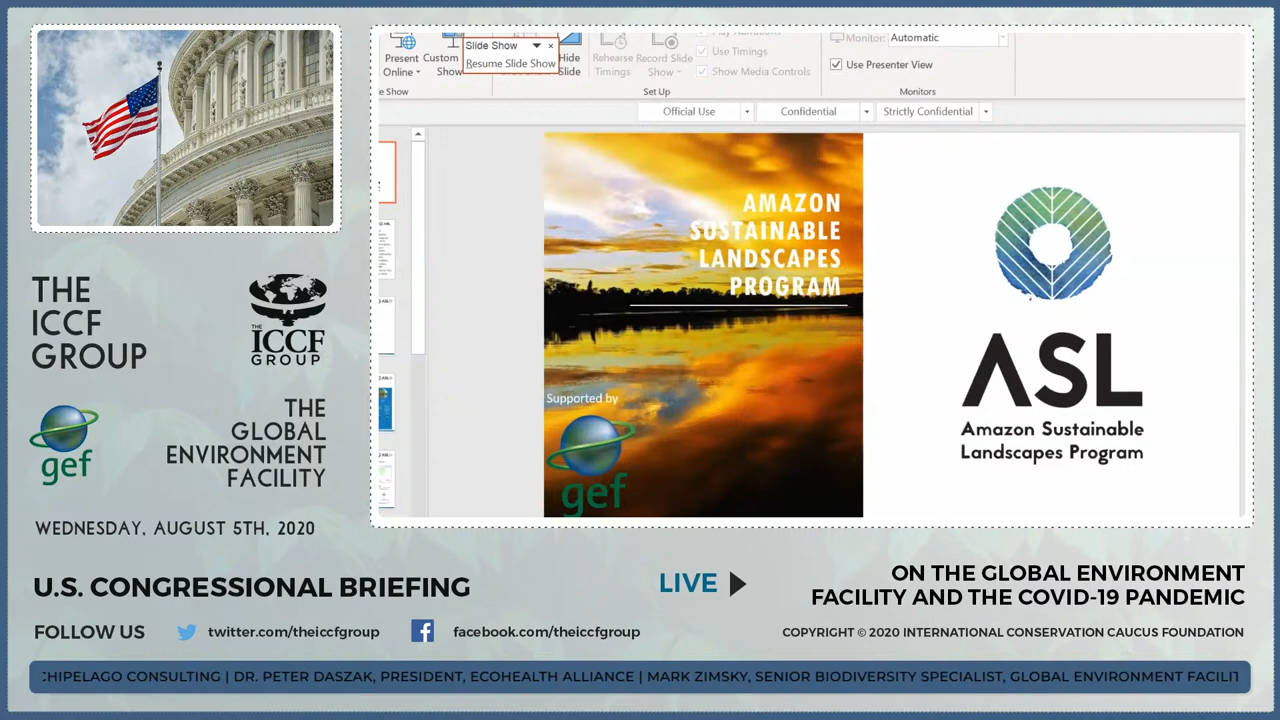 Slide Show
Resume Slide Show
Present
Online
Custom
Show
Hide
Slide
Rehearse
Timings
Record Slide
Show
Use Timings
Show Media Controls
Monitor:
Automatic
Use Presenter View
e Show
Set Up
Monitors
Official Use
Confidential
Strictly Confidential
AMAZON
SUSTAINABLE
LANDSCAPES
PROGRAM
Supported by
gef
ASL
Amazon Sustainable
Landscapes Program
THE
ICCF
GROUP
THE
ICCF
GROUP
gef
THE
GLOBAL
ENVIRONMENT
FACILITY
WEDNESDAY, AUGUST 5TH, 2020
U.S. CONGRESSIONAL BRIEFING
LIVE
ON THE GLOBAL ENVIRONMENT
FACILITY AND THE COVID-19 PANDEMIC
FOLLOW US
twitter.com/theiccfgroup
facebook.com/theiccfgroup
COPYRIGHT © 2020 INTERNATIONAL CONSERVATION CAUCUS FOUNDATION
CHIPELAGO CONSULTING | DR. PETER DASZAK, PRESIDENT, ECOHEALTH ALLIANCE | MARK ZIMSKY, SENIOR BIODIVERSITY SPECIALIST, GLOBAL ENVIRONMENT FACILIT